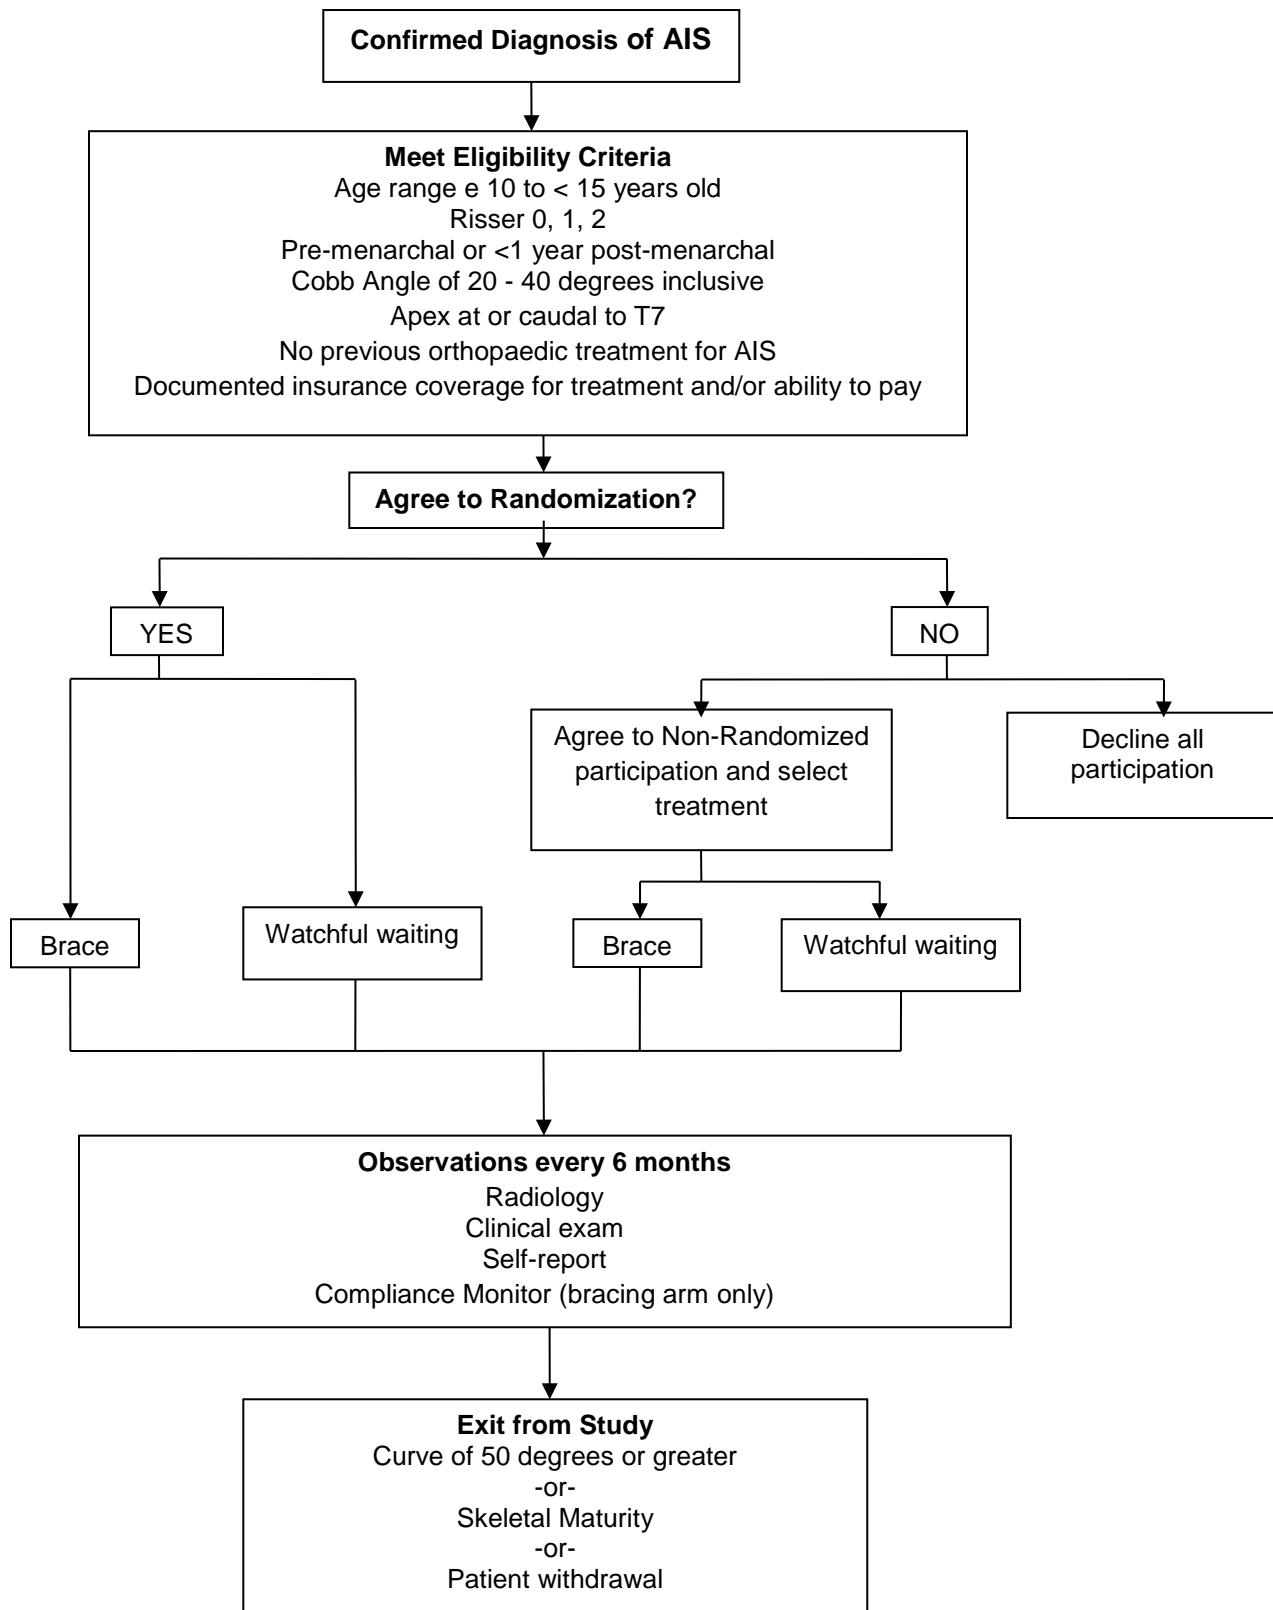 Confirmed Diagnosis of AIS
Meet Eligibility Criteria
Age range e 10 to < 15 years old
Risser 0, 1, 2
Pre-menarchal or <1 year post-menarchal
Cobb Angle of 20 - 40 degrees inclusive
Apex at or caudal to T7
No previous orthopaedic treatment for AIS
Documented insurance coverage for treatment and/or ability to pay
Agree to Randomization?
YES
NO
Agree to Non-Randomized
participation and select
treatment
Decline all
participation
Brace
Watchful waiting
Brace
Watchful waiting
Observations every 6 months
Radiology
Clinical exam
Self-report
Compliance Monitor (bracing arm only)
Exit from Study
Curve of 50 degrees or greater
-or-
Skeletal Maturity
-or-
Patient withdrawal